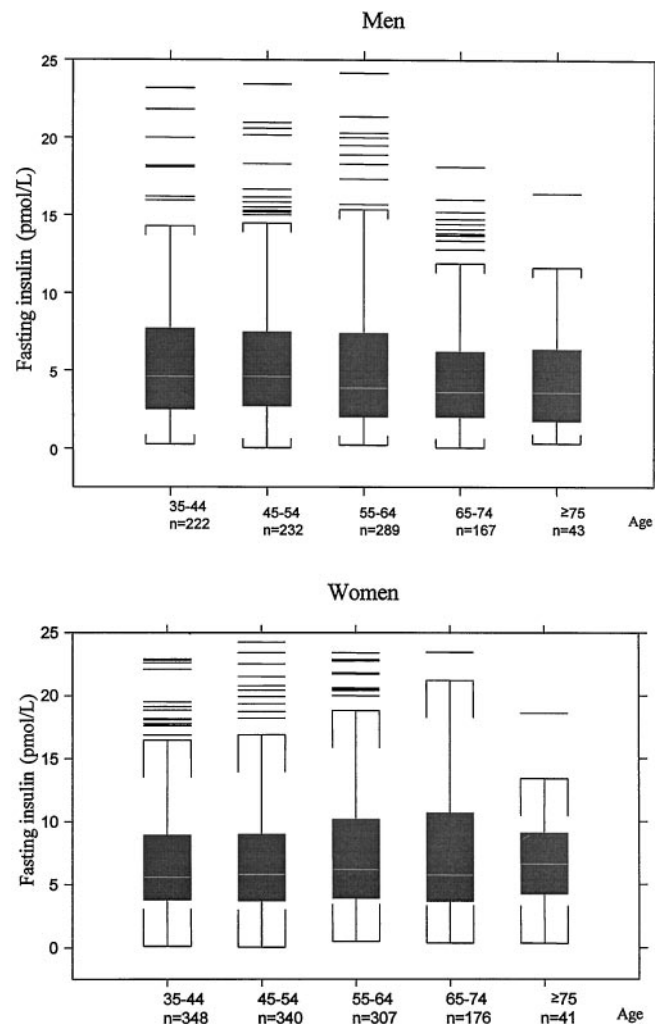 Men
Fasting insulin (pmol/L)
25
20
15
10
5
0
35-44 45-54 55-64 65-74 ≥75 Age
n=222 n=232 n=289 n=167 n=43
Women
Fasting insulin (pmol/L)
25
20
15
10
5
0
35-44 45-54 55-64 65-74 ≥75 Age
n=348 n=340 n=307 n=176 n=41